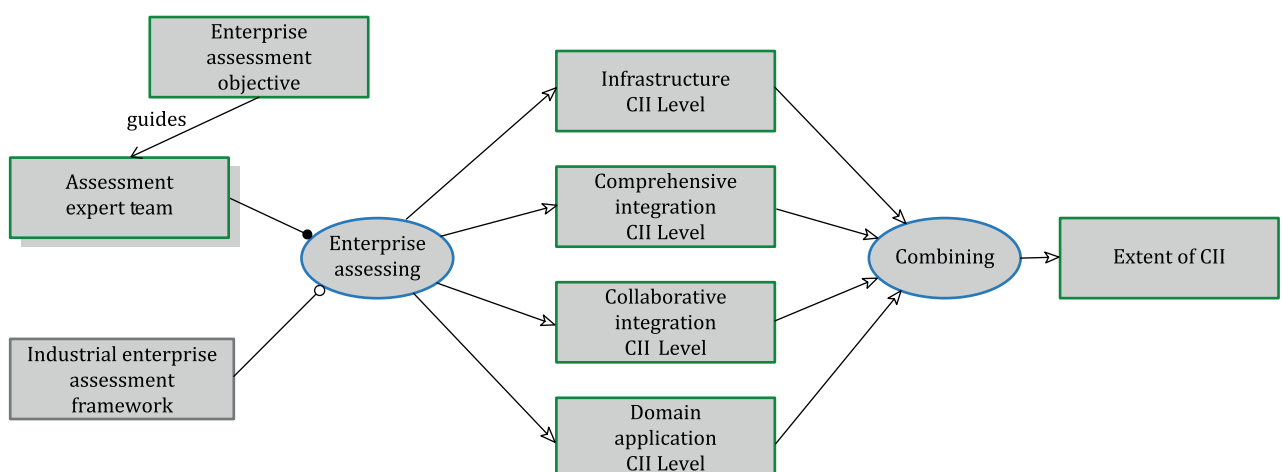 Enterprise
assessment
objective
guides
Assessment
expert team
Industrial enterprise
assessment
framework
Enterprise
assessing
Infrastructure
CII Level
Comprehensive
integration
CII Level
Collaborative
integration
CII Level
Domain
application
CII Level
Combining
Extent of CII